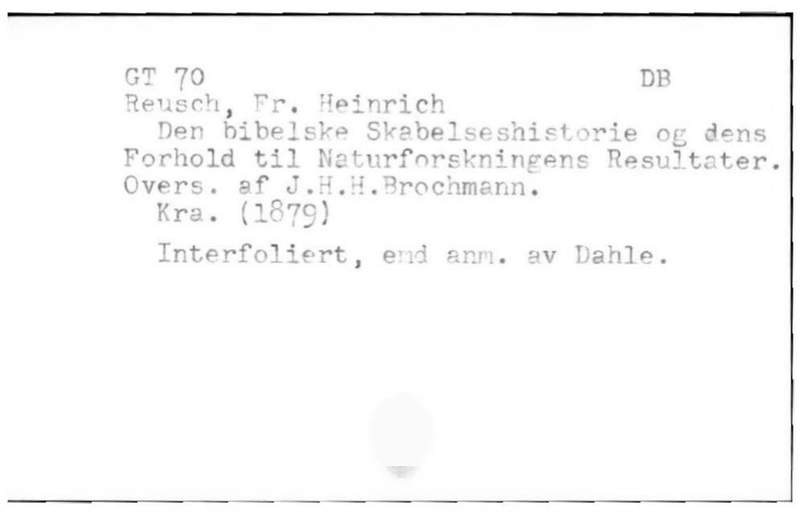 GT 70 DB
Reusch, Fr. Heinrich
Den bibelske Skabelseshistorie og dens
Forhold til Naturforskningens Resultater.
Overs. af J.H.H.Brochmann.
Kra. (1879)
Interfoliert, end anm. av Dahle.